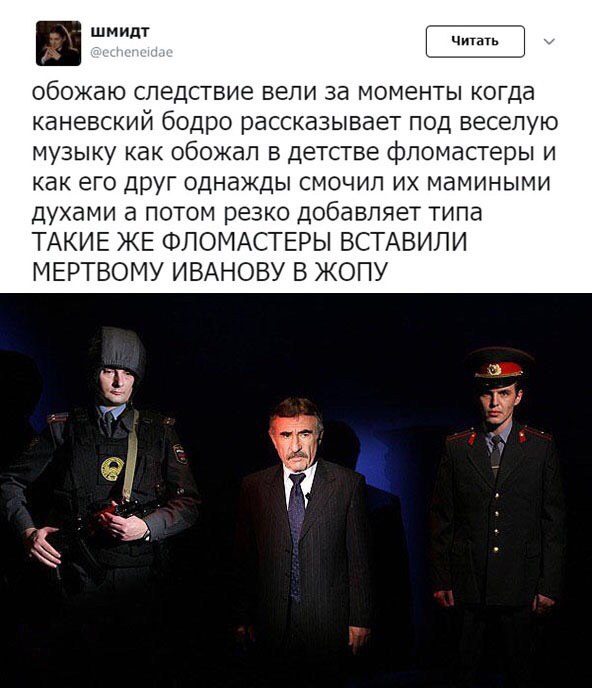 шмидт
@echeneidae
Читать
обожаю следствие вели за моменты когда
каневский бодро рассказывает под веселую
музыку как обожал в детстве фломастеры и
как его друг однажды смочил их мамиными
духами а потом резко добавляет типа
ТАКИЕ ЖЕ ФЛОМАСТЕРЫ ВСТАВИЛИ
МЕРТВОМУ ИВАНОВУ В ЖОПУ